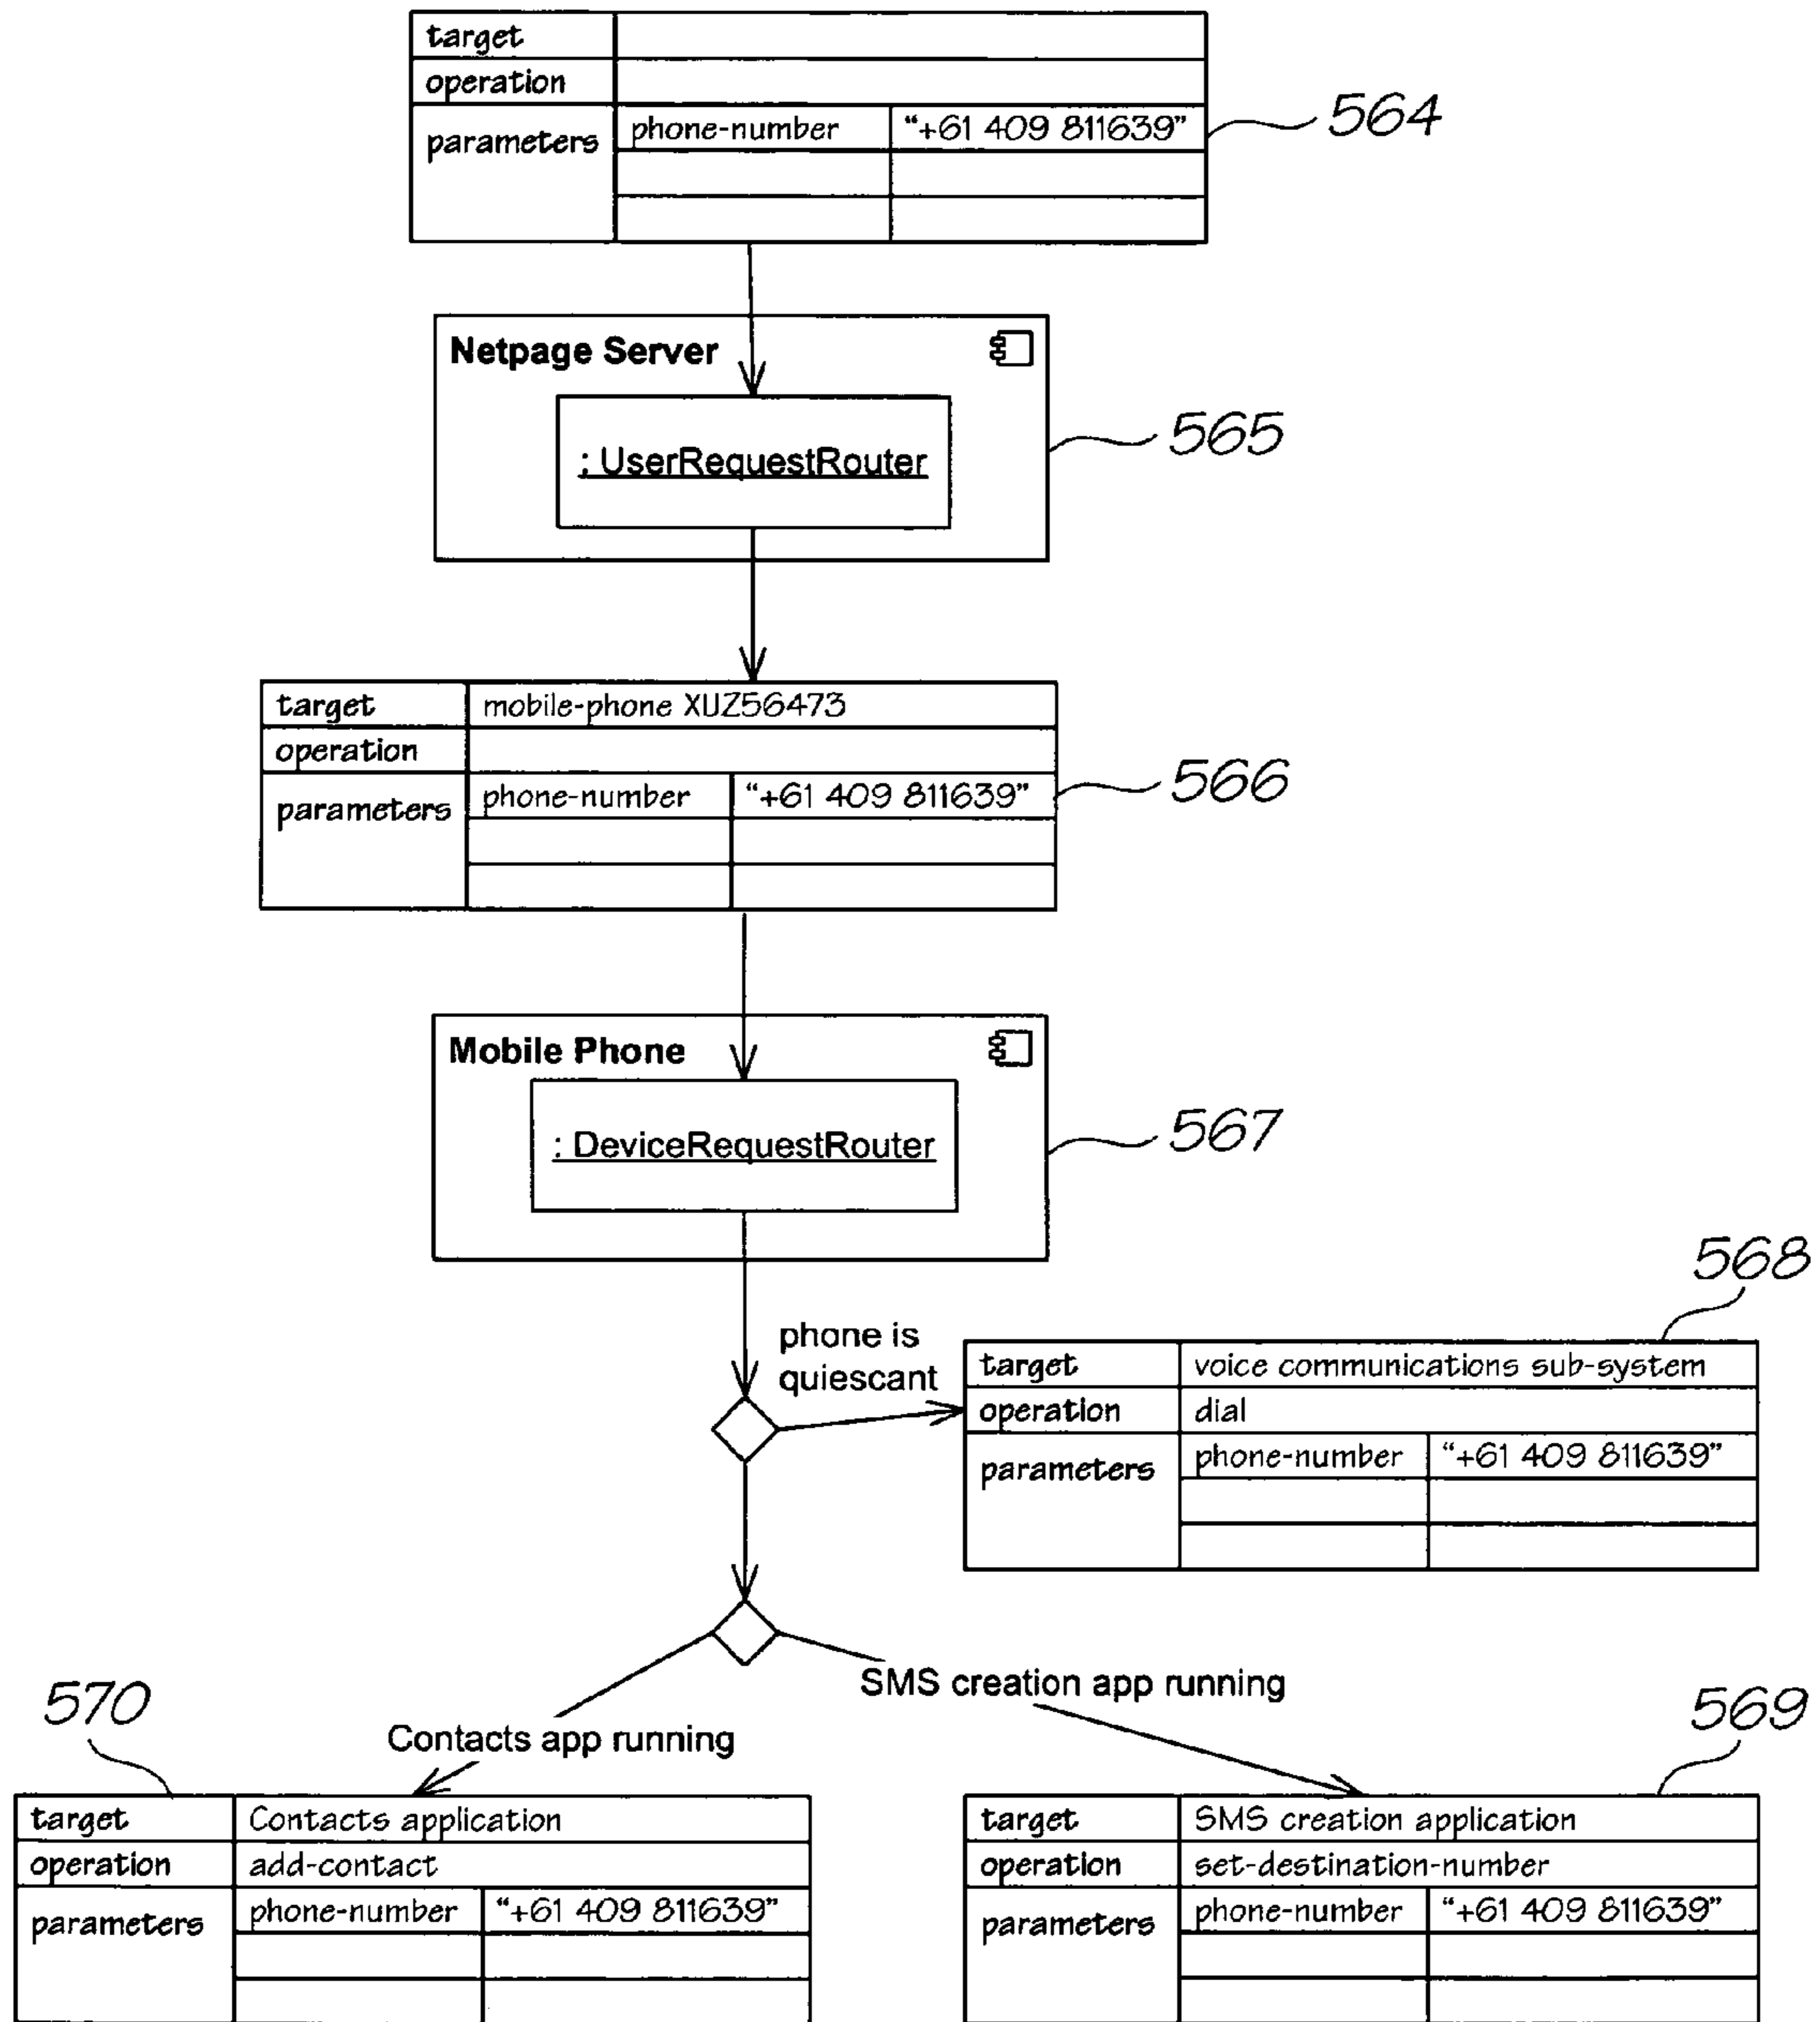 target
operation
parameters phone-number "+61 409 811639"
564
Netpage Server
: UserRequestRouter
565
target mobile-phone XUZ56473
operation
parameters phone-number "+61 409 811639"
566
Mobile Phone
: DeviceRequestRouter
567
phone is
quiescant
568
target voice communications sub-system
operation dial
parameters phone-number "+61 409 811639"
SMS creation app running
Contacts app running
570
target Contacts application
operation add-contact
parameters phone-number "+61 409 811639"
569
target SMS creation application
operation set-destination-number
parameters phone-number "+61 409 811639"